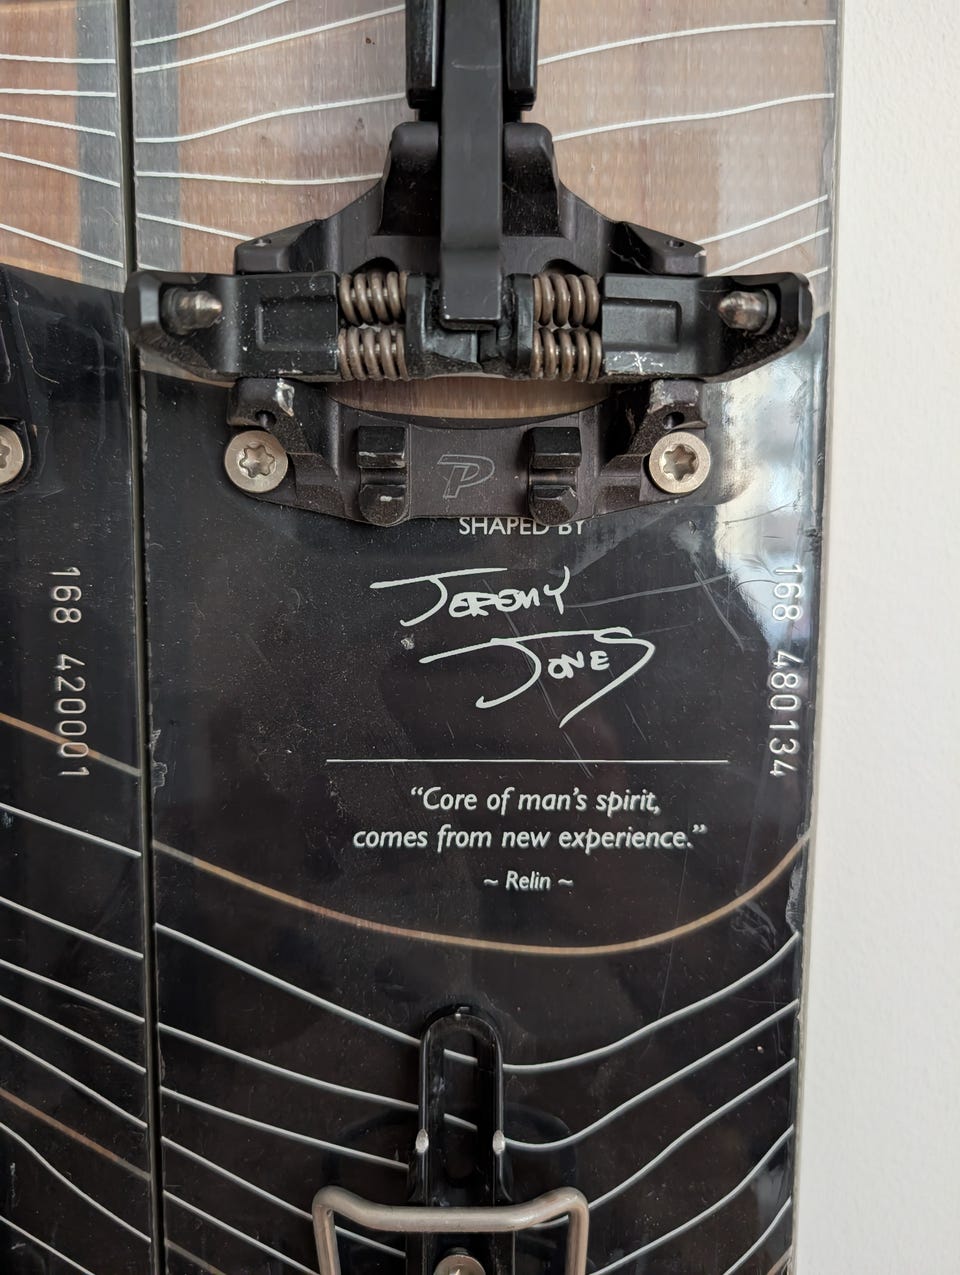 SHAPED BY
JEREMY
JONES
“Core of man’s spirit,
comes from new experience.”
~ Relin ~
168 420001
168 480134